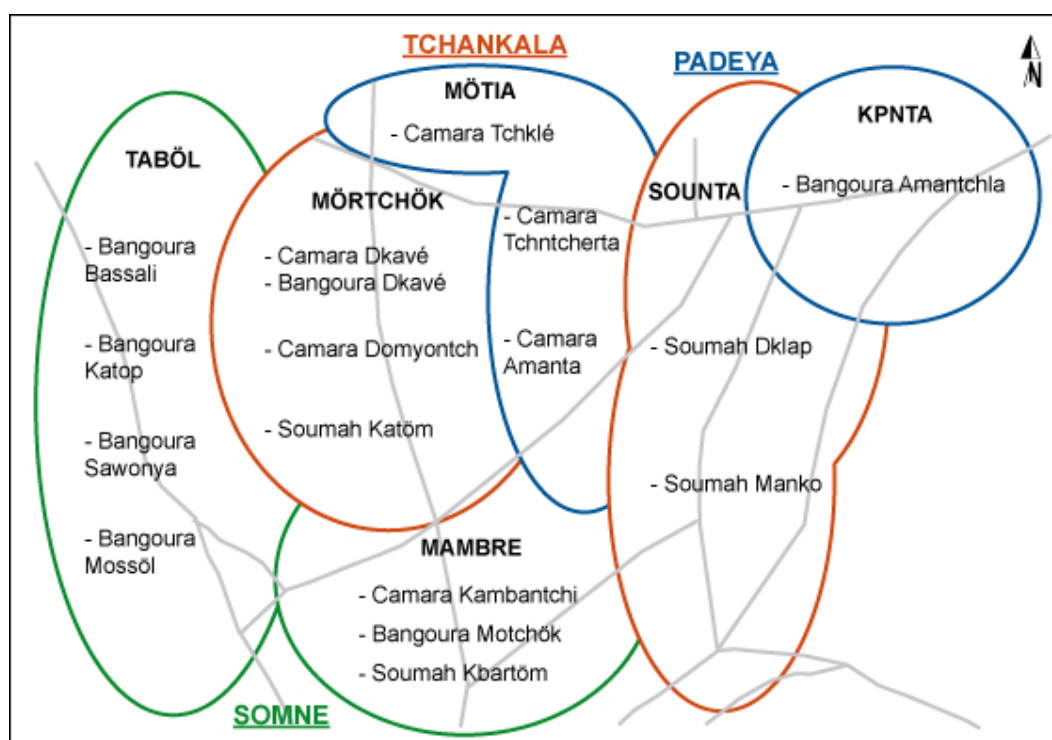 TCHANKALA
PADEYA
N
MÖTIA
- Camara Tchklé
KPNTA
- Bangoura Amantchla
TABÖL
- Bangoura
Bassali
- Bangoura
Katop
- Bangoura
Sawonya
- Bangoura
Mossöl
MÖRTCHÖK
- Camara Dkavé
- Bangoura Dkavé
- Camara Domyontch
- Soumah Katöm
- Camara
Tchntcherta
- Camara
Amanta
SOUNTA
- Soumah Dklap
- Soumah Manko
MAMBRE
- Camara Kambantchi
- Bangoura Motchök
- Soumah Kbartöm
SOMNE